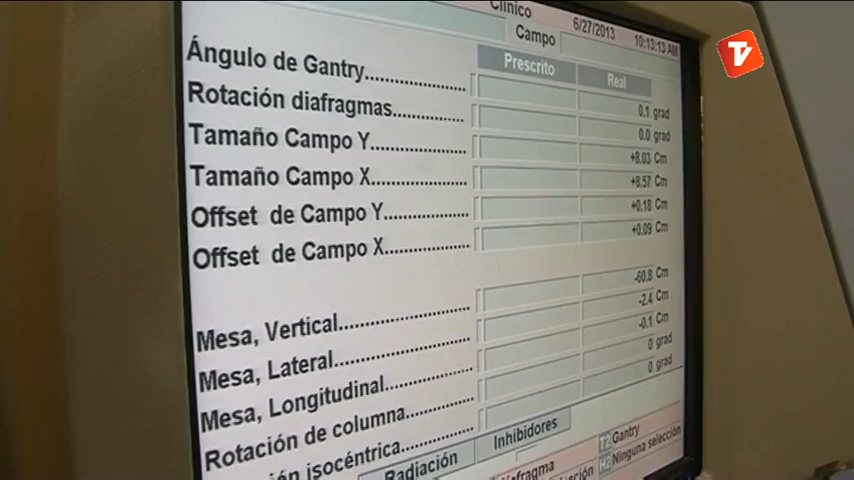 Clínico
Campo
6/27/2013
10:13:13 AM
TV
Prescrito
Real
Ángulo de Gantry
0.1 grad
Rotación diafragmas
0.0 grad
Tamaño Campo Y
+8.03 Cm
Tamaño Campo X
+8.57 Cm
Offset de Campo Y
+0.18 Cm
Offset de Campo X
+0.09 Cm
Mesa, Vertical
-60.8 Cm
Mesa, Lateral
-2.4 Cm
Mesa, Longitudinal
-0.1 Cm
Rotación de columna
0 grad
isocéntrica
0 grad
Radiación
Inhibidores
Gantry
Ninguna selección